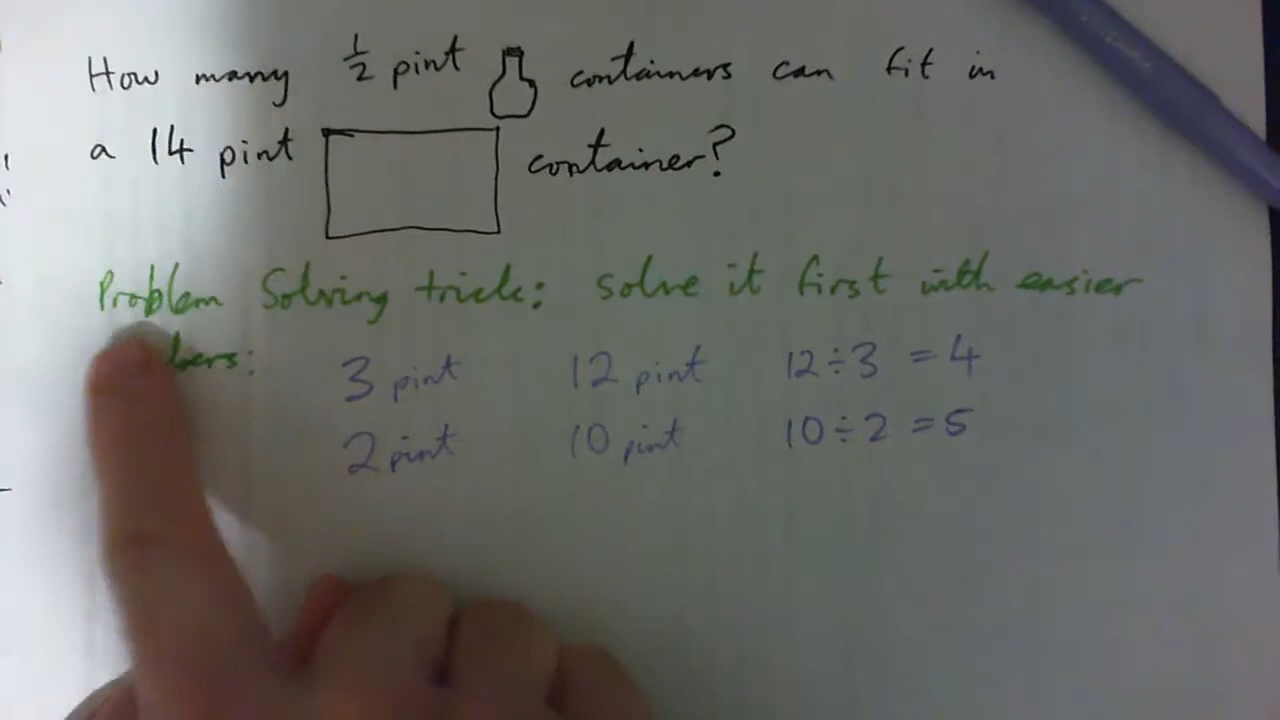 How many 1/2 pint containers can fit in
a 14 pint container?
Problem Solving trick: solve it first with easier
bers: 3 pint 12 pint 12÷3 = 4
2 pint 10 pint 10÷2 = 5